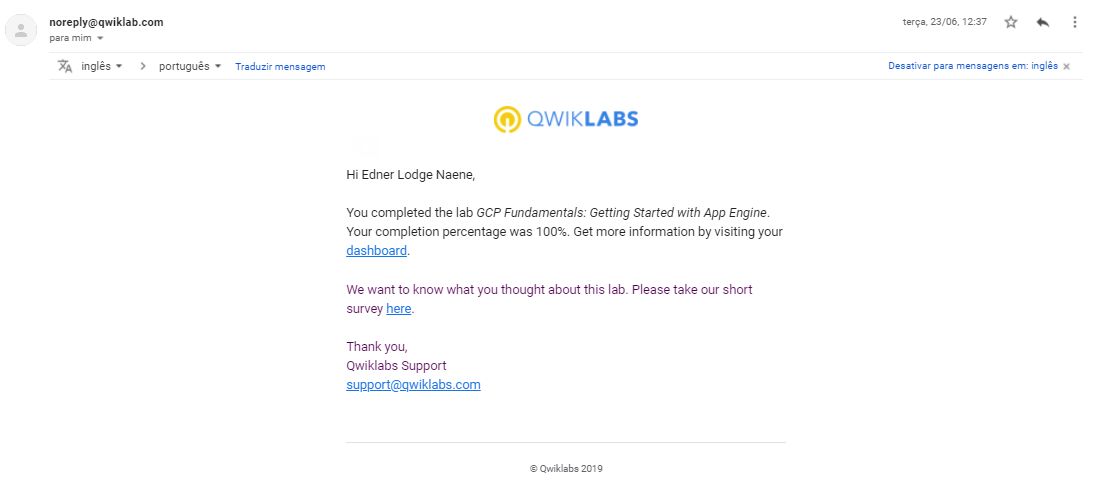 noreply@qwiklab.com
terça, 23/06, 12:37
para mim
inglês
português
Traduzir mensagem
Desativar para mensagens em: inglês
QWIKLABS
Hi Edner Lodge Naene,
You completed the lab GCP Fundamentals: Getting Started with App Engine.
Your completion percentage was 100%. Get more information by visiting your
dashboard.
We want to know what you thought about this lab. Please take our short
survey here.
Thank you,
Qwiklabs Support
support@qwiklabs.com
© Qwiklabs 2019